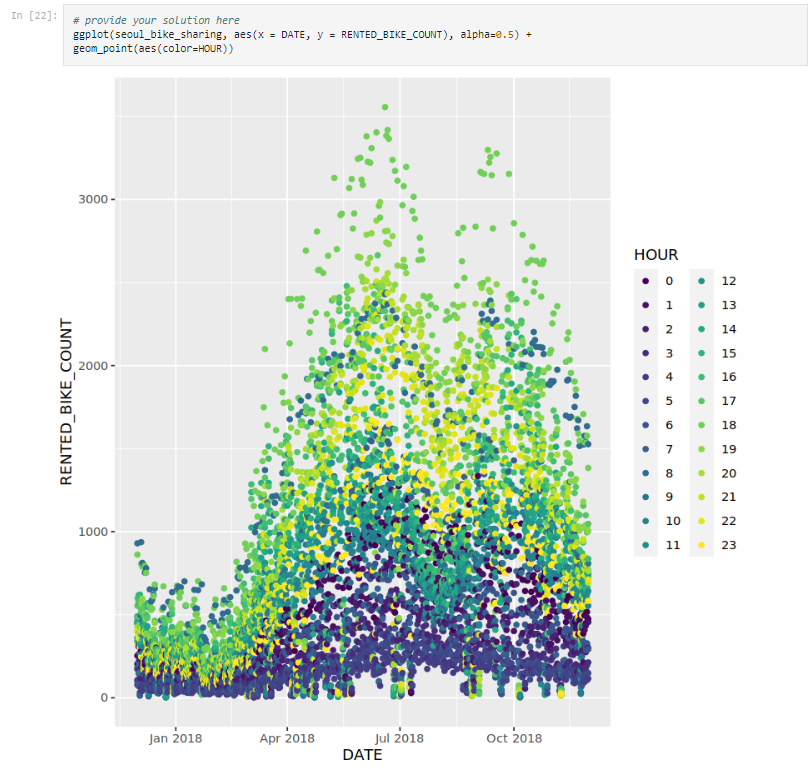 In [22]:
# provide your solution here
ggplot(seoul_bike_sharing, aes(x = DATE, y = RENTED_BIKE_COUNT), alpha=0.5) +
geom_point(aes(color=HOUR))
3000
2000
1000
0
RENTED_BIKE_COUNT
Jan 2018 Apr 2018 Jul 2018 Oct 2018
DATE
HOUR
0 12
1 13
2 14
3 15
4 16
5 17
6 18
7 19
8 20
9 21
10 22
11 23